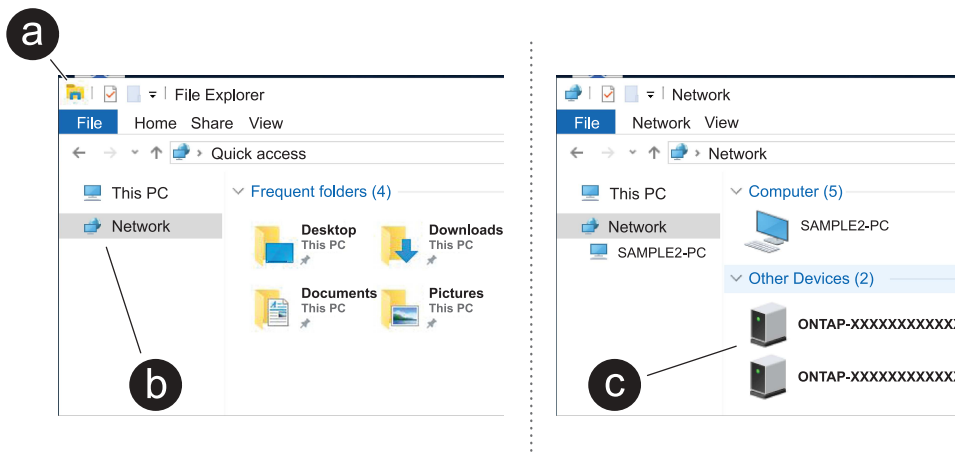 a
File Explorer
File Home Share View
Quick access
This PC
Network
Frequent folders (4)
Desktop
This PC
Downloads
This PC
Documents
This PC
Pictures
This PC
b
Network
File Network View
Network
This PC
Network
SAMPLE2-PC
Computer (5)
SAMPLE2-PC
Other Devices (2)
ONTAP-XXXXXXXXXXXX
ONTAP-XXXXXXXXXXXX
c